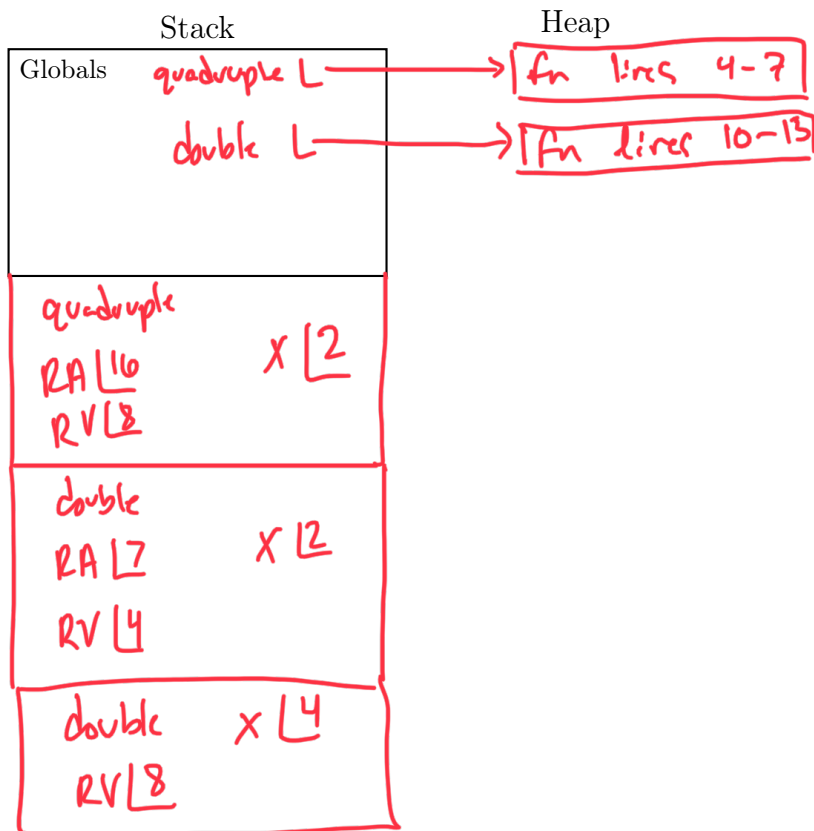 Stack Heap
Globals quadruple fn lines 4-7
double fn lines 10-13
quadruple
x 2
RA 16
RV 8
double
x 2
RA 7
RV 4
double x 4
RV 8